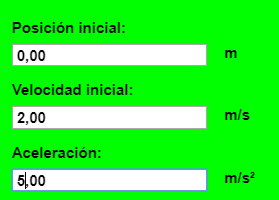 Posición inicial:
0,00 m
Velocidad inicial:
2,00 m/s
Aceleración:
5,00 m/s²